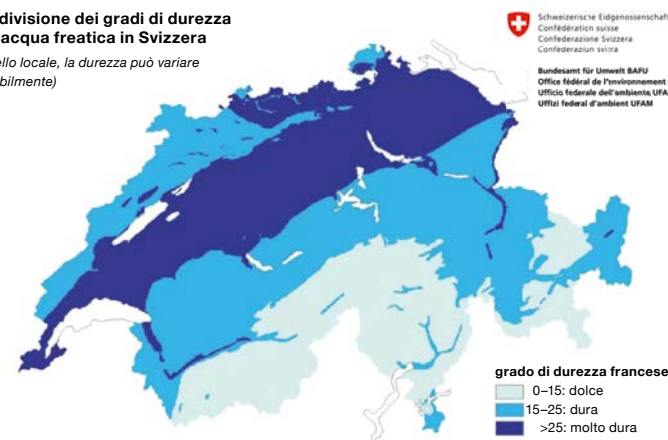 divisione dei gradi di durezza
acqua freatica in Svizzera
ello locale, la durezza può variare
bilmente)
Schweizerische Eidgenossenschaft
Confédération suisse
Confederazione Svizzera
Confederaziun svizra
Bundesamt für Umwelt BAFU
Office fédéral de l'environnement
Ufficio federale dell'ambiente UFA
Uffizi federal d'ambient UFAM
grado di durezza francese
0–15: dolce
15–25: dura
>25: molto dura